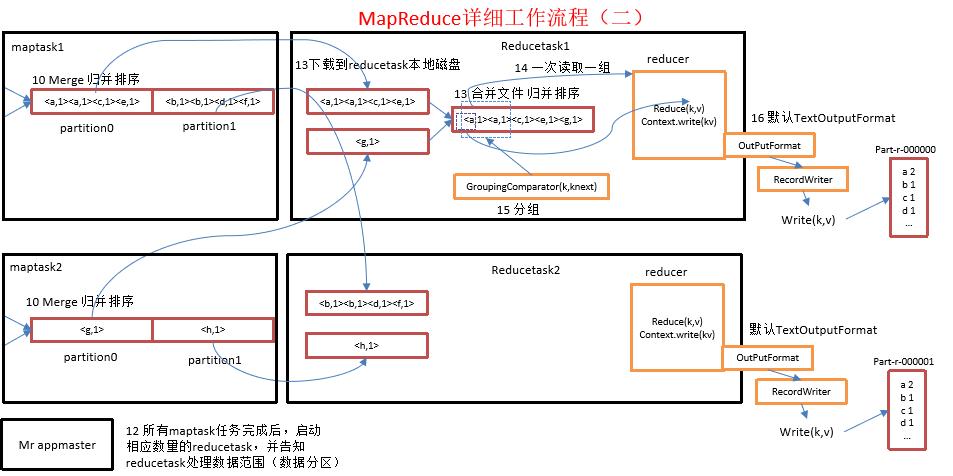 MapReduce详细工作流程（二）
maptask1
10 Merge 归并排序
<a,1><a,1><c,1><e,1>
<b,1><b,1><d,1><f,1>
partition0
partition1
Reducetask1
13下载到reducetask本地磁盘
<a,1><a,1><c,1><e,1>
<g,1>
13 合并文件 归并排序
<a,1><a,1><c,1><e,1><g,1>
GroupingComparator(k,knext)
15 分组
14 一次读取一组
reducer
Reduce(k,v)
Context.write(kv)
16 默认TextOutputFormat
OutPutFormat
RecordWriter
Write(k,v)
Part-r-000000
a 2
b 1
c 1
d 1
...
maptask2
10 Merge 归并排序
<g,1>
<h,1>
partition0
partition1
Reducetask2
<b,1><b,1><d,1><f,1>
<h,1>
reducer
Reduce(k,v)
Context.write(kv)
默认TextOutputFormat
OutPutFormat
RecordWriter
Write(k,v)
Part-r-000001
a 2
b 1
c 1
d 1
...
Mr appmaster
12 所有maptask任务完成后，启动
相应数量的reducetask，并告知
reducetask处理数据范围（数据分区）